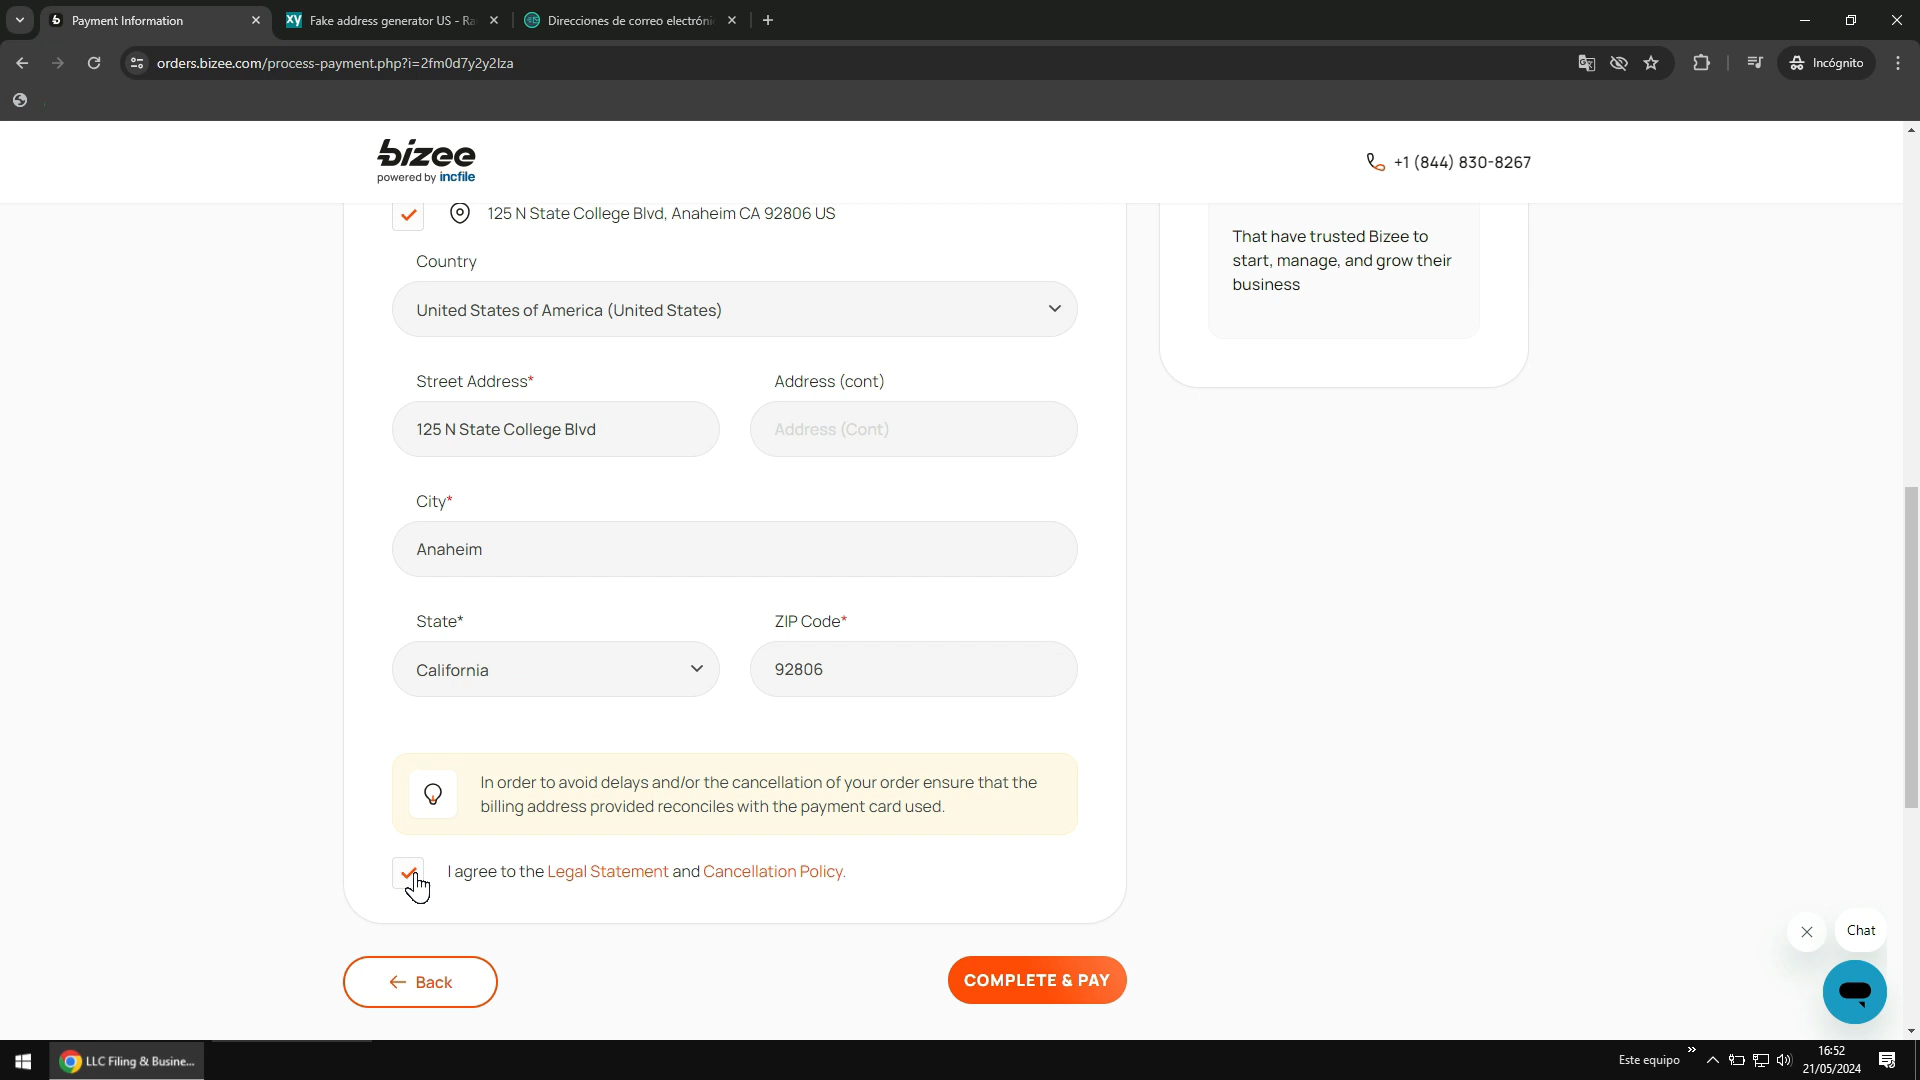 Payment Information
Fake address generator US - Ra
Direcciones de correo electróni
orders.bizee.com/process-payment.php?i=2fm0d7y2y2lza
Incógnito
bizee
powered by incfile
+1 (844) 830-8267
125 N State College Blvd, Anaheim CA 92806 US
That have trusted Bizee to
start, manage, and grow their
business
Country
United States of America (United States)
Street Address*
Address (cont)
125 N State College Blvd
Address (Cont)
City*
Anaheim
State*
ZIP Code*
California
92806
In order to avoid delays and/or the cancellation of your order ensure that the
billing address provided reconciles with the payment card used.
I agree to the Legal Statement and Cancellation Policy.
Chat
Back
COMPLETE & PAY
LLC Filing & Busine...
Este equipo
16:52
21/05/2024